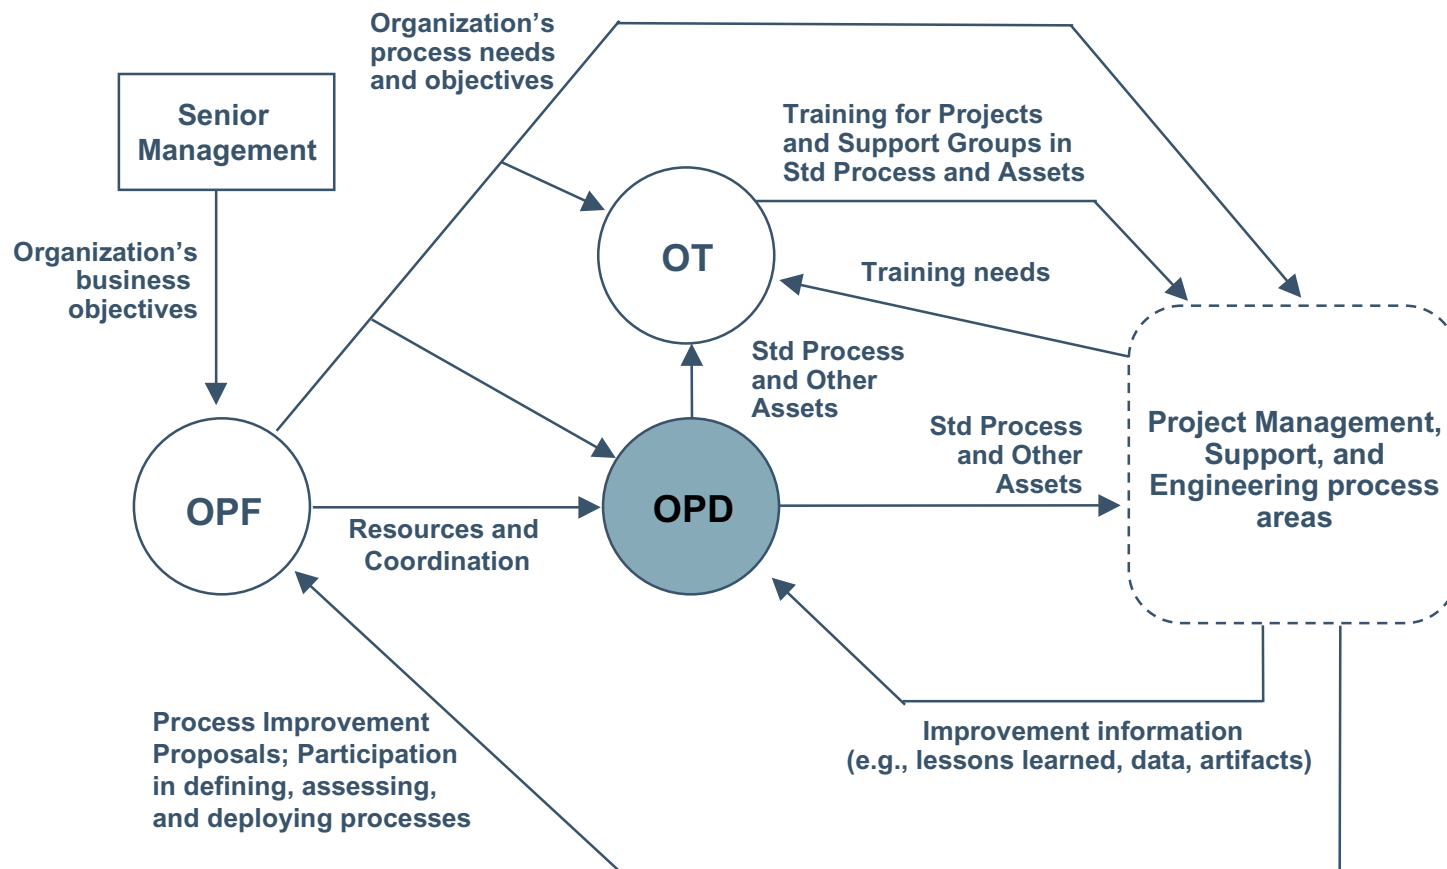 Organization’s
process needs
and objectives
Senior
Management
Training for Projects
and Support Groups in
Std Process and Assets
Organization’s
business
objectives
OT
Training needs
Std Process
and Other
Assets
Std Process
and Other
Assets
Project Management,
Support, and
Engineering process
areas
OPF
Resources and
Coordination
OPD
Process Improvement
Proposals; Participation
in defining, assessing,
and deploying processes
Improvement information
(e.g., lessons learned, data, artifacts)